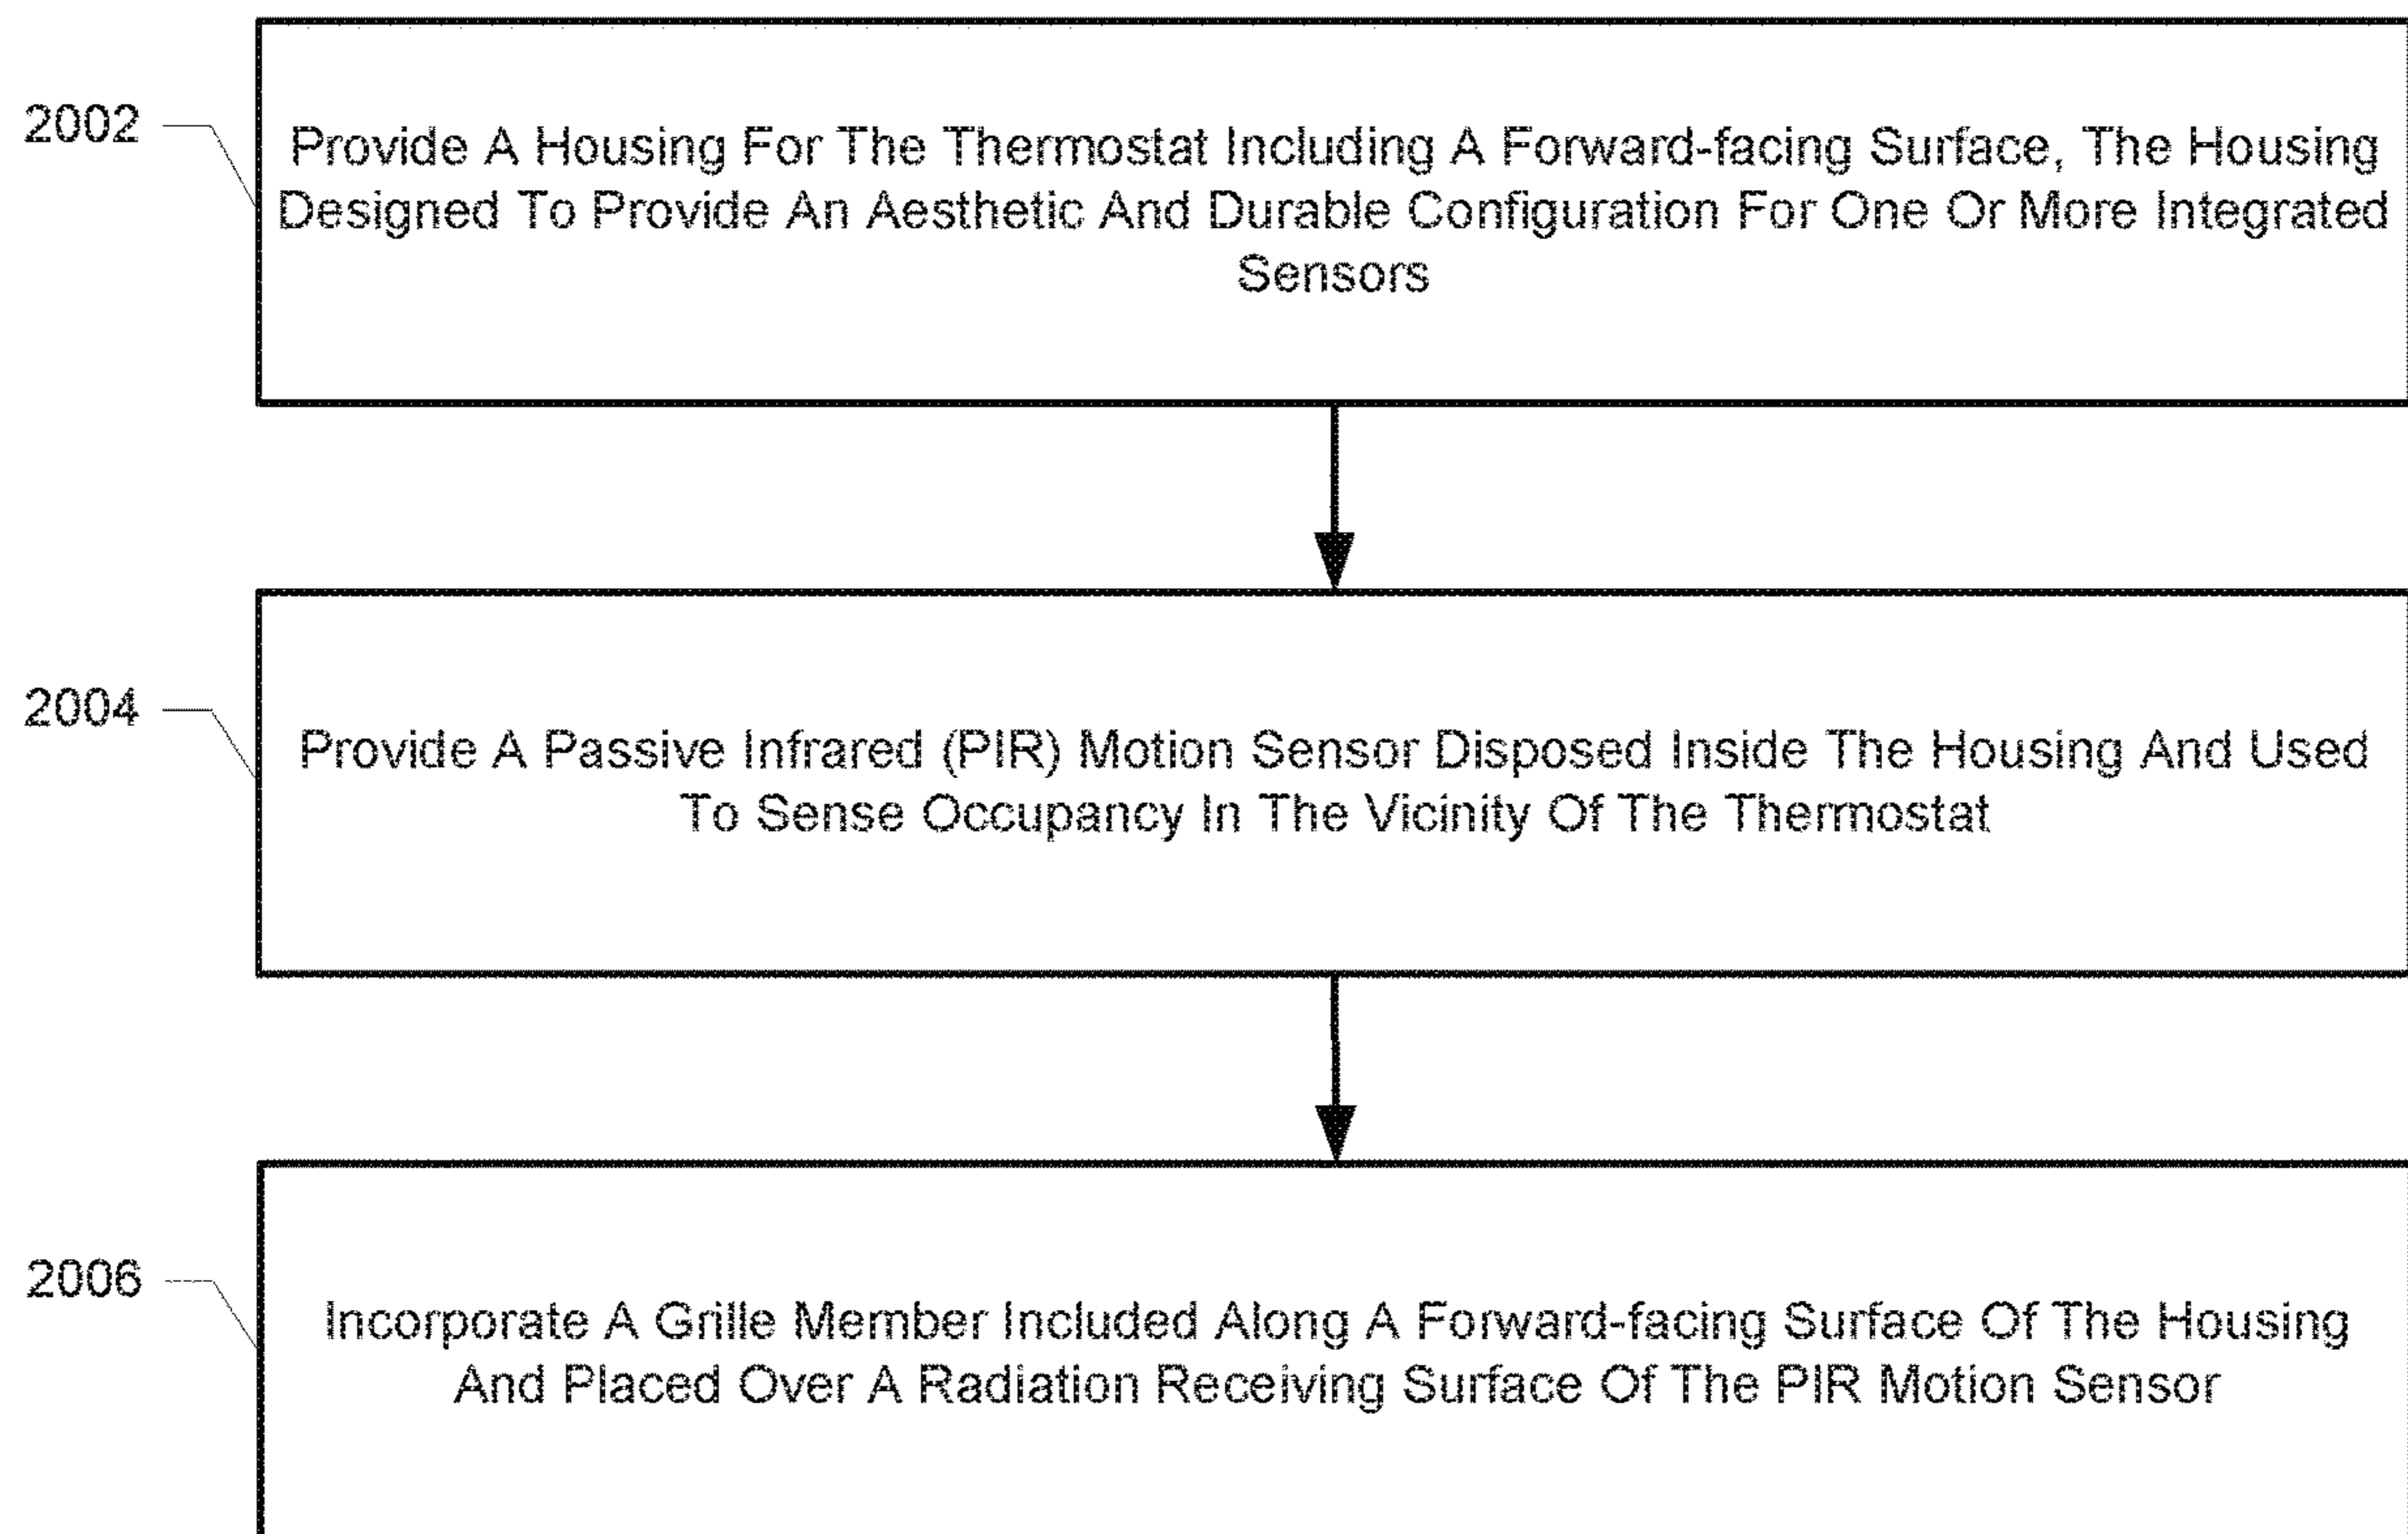 2002
Provide A Housing For The Thermostat Including A Forward-facing Surface, The Housing
Designed To Provide An Aesthetic And Durable Configuration For One Or More Integrated
Sensors
2004
Provide A Passive Infrared (PIR) Motion Sensor Disposed Inside The Housing And Used
To Sense Occupancy In The Vicinity Of The Thermostat
2006
Incorporate A Grille Member Included Along A Forward-facing Surface Of The Housing
And Placed Over A Radiation Receiving Surface Of The PIR Motion Sensor